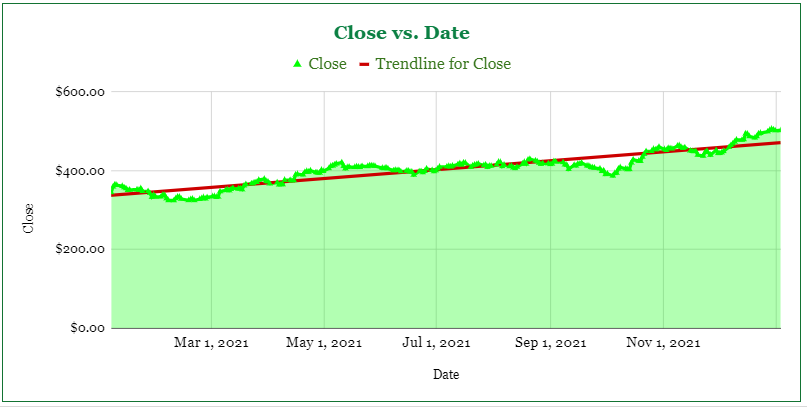 Close vs. Date
Close Trendline for Close
$600.00
$400.00
$200.00
$0.00
Close
Mar 1, 2021 May 1, 2021 Jul 1, 2021 Sep 1, 2021 Nov 1, 2021
Date